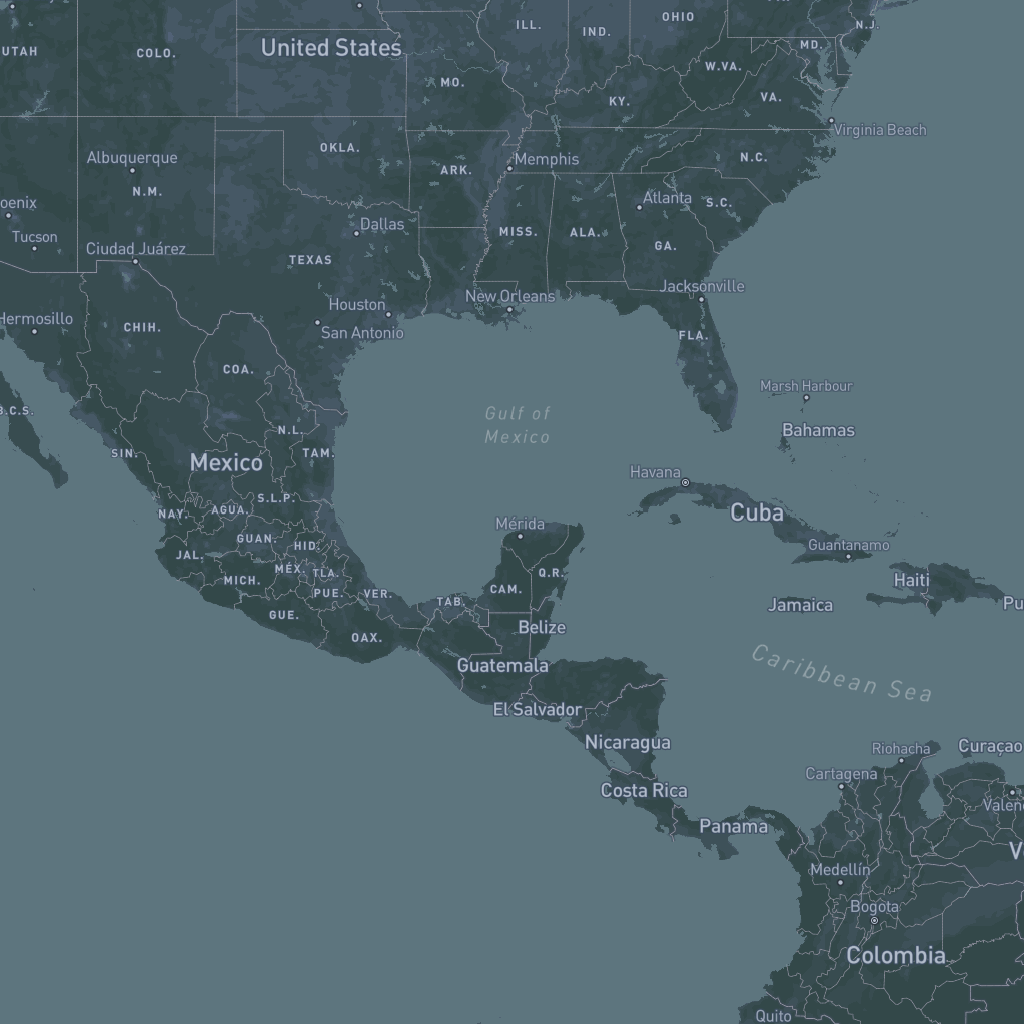 ILL.
IND.
OHIO
N.J.
UTAH
COLO.
United States
MD.
W.VA.
MO.
KY.
VA.
Virginia Beach
OKLA.
Albuquerque
N.M.
ARK.
Memphis
N.C.
oenix
Atlanta
S.C.
Tucson
Dallas
MISS.
ALA.
GA.
Ciudad Juárez
TEXAS
Jacksonville
Hermosillo
CHIH.
Houston
New Orleans
San Antonio
FLA.
COA.
Marsh Harbour
B.C.S.
Gulf of
Mexico
Bahamas
N.L.
SIN.
Mexico
TAM.
Havana
S.L.P.
NAY.
AGUA.
Cuba
Mérida
GUAN.
HID.
Guantanamo
JAL.
MÉX.
TLA.
Q.R.
MICH.
Haiti
PUE.
VER.
CAM.
TAB.
Jamaica
Pu
GUE.
Belize
OAX.
Guatemala
Caribbean Sea
El Salvador
Nicaragua
Riohacha
Curaçao
Costa Rica
Cartagena
Valen
Panama
V
Medellín
Bogota
Colombia
Quito